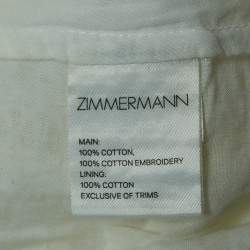 ZIMMERMANN
MAIN:
100% COTTON,
100% COTTON EMBROIDERY
LINING:
100% COTTON
EXCLUSIVE OF TRIMS